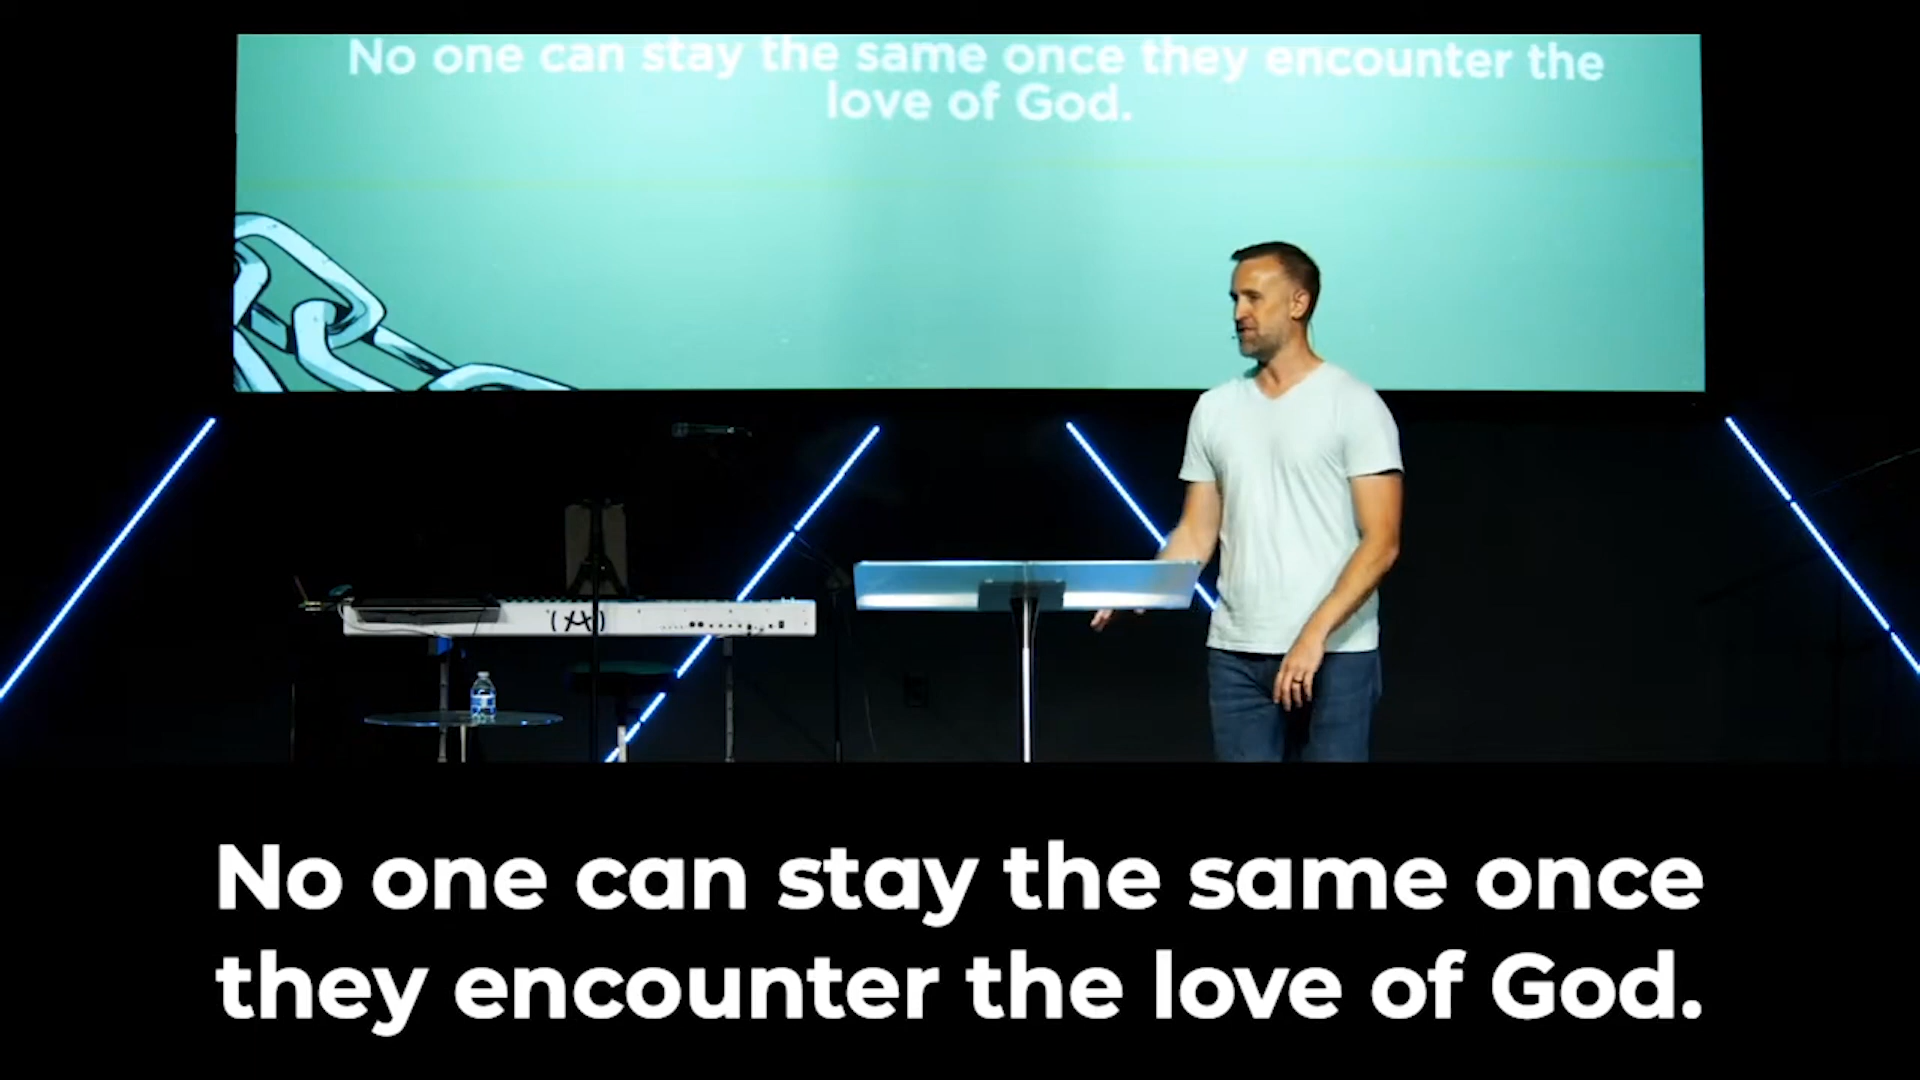 No one can stay the same once they encounter the
love of God.
No one can stay the same once
they encounter the love of God.